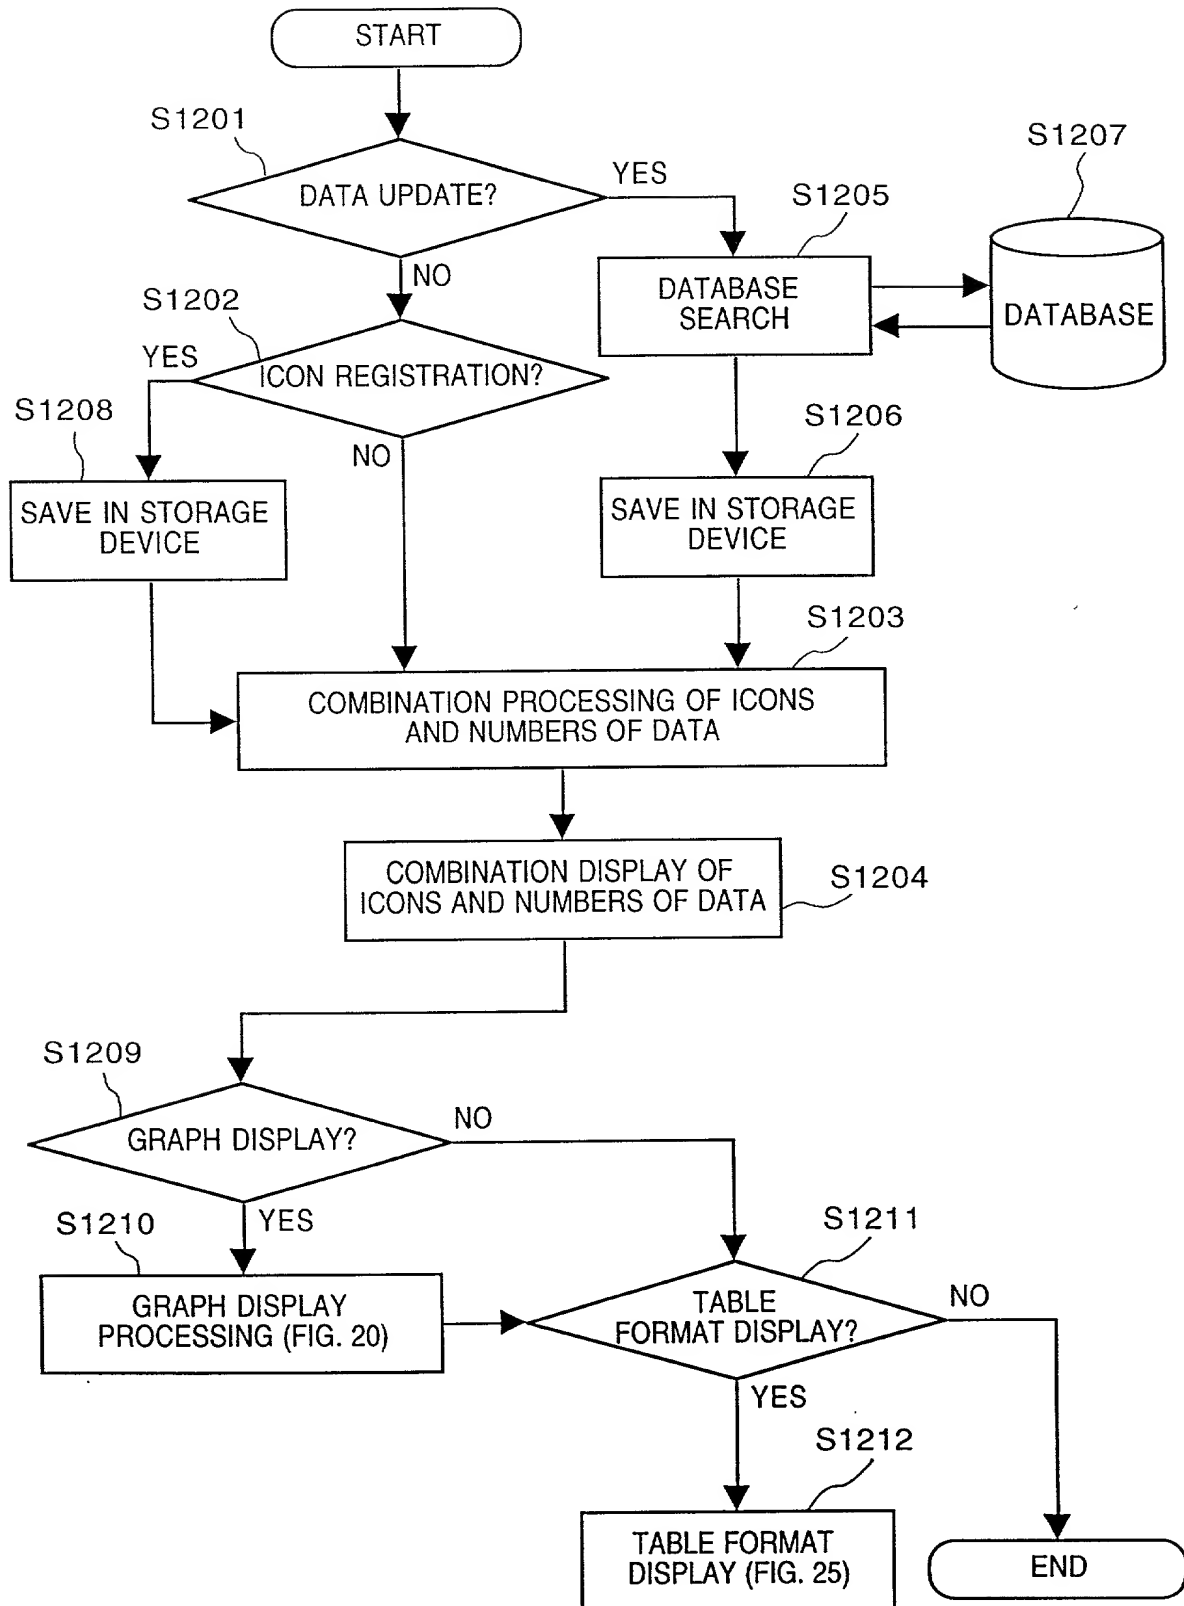 START
S1201
S1207
DATA UPDATE?
YES
S1205
NO
S1202
DATABASE
SEARCH
DATABASE
YES
ICON REGISTRATION?
S1208
S1206
NO
SAVE IN STORAGE
DEVICE
SAVE IN STORAGE
DEVICE
S1203
COMBINATION PROCESSING OF ICONS
AND NUMBERS OF DATA
COMBINATION DISPLAY OF
ICONS AND NUMBERS OF DATA
S1204
S1209
NO
GRAPH DISPLAY?
S1210
YES
S1211
GRAPH DISPLAY
PROCESSING (FIG. 20)
TABLE
FORMAT DISPLAY?
NO
YES
S1212
TABLE FORMAT
DISPLAY (FIG. 25)
END